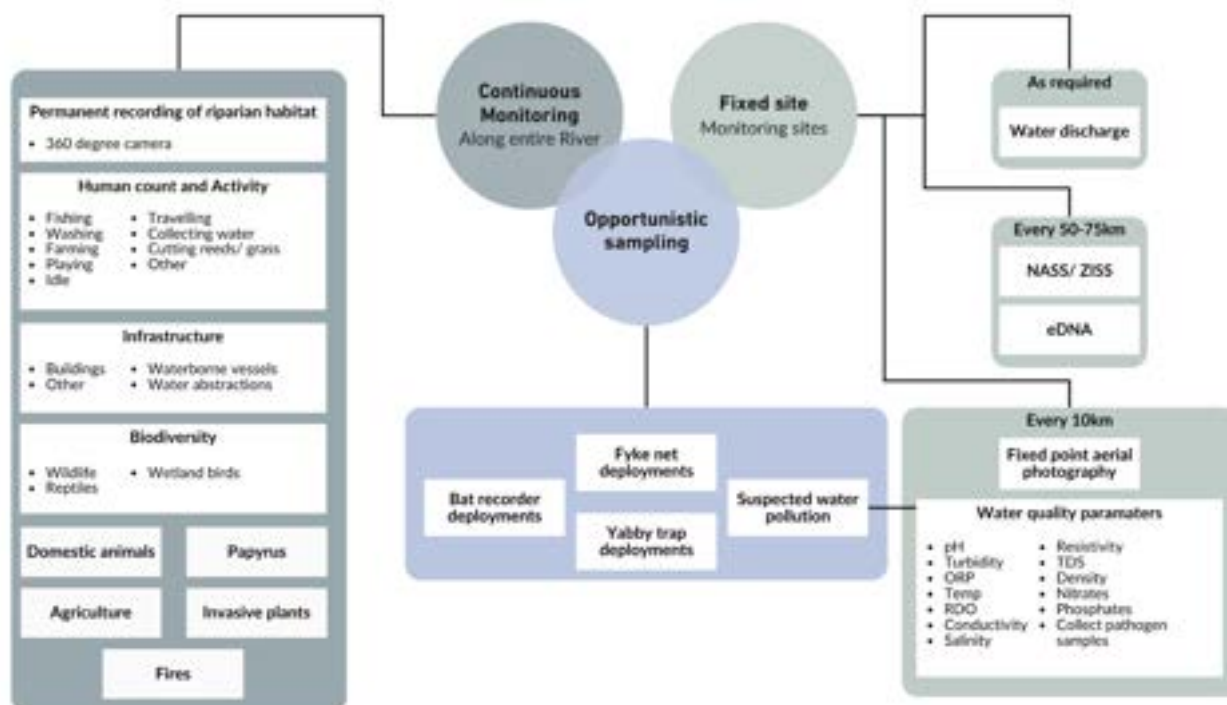 Continuous
Monitoring
Along entire River
Fixed site
Monitoring sites
Opportunistic
sampling
Permanent recording of riparian habitat
• 360 degree camera
Human count and Activity
• Fishing
• Washing
• Farming
• Playing
• Idle
• Travelling
• Collecting water
• Cutting reeds/ grass
• Other
Infrastructure
• Buildings
• Other
• Waterborne vessels
• Water abstractions
Biodiversity
• Wildlife
• Reptiles
• Wetland birds
Domestic animals
Papyrus
Agriculture
Invasive plants
Fires
Bat recorder
deployments
Fyke net
deployments
Yabby trap
deployments
Suspected water
pollution
As required
Water discharge
Every 50-75km
NASS/ ZISS
eDNA
Every 10km
Fixed point aerial
photography
Water quality paramaters
• pH
• Turbidity
• ORP
• Temp
• RDO
• Conductivity
• Salinity
• Resistivity
• TDS
• Density
• Nitrates
• Phosphates
• Collect pathogen
samples